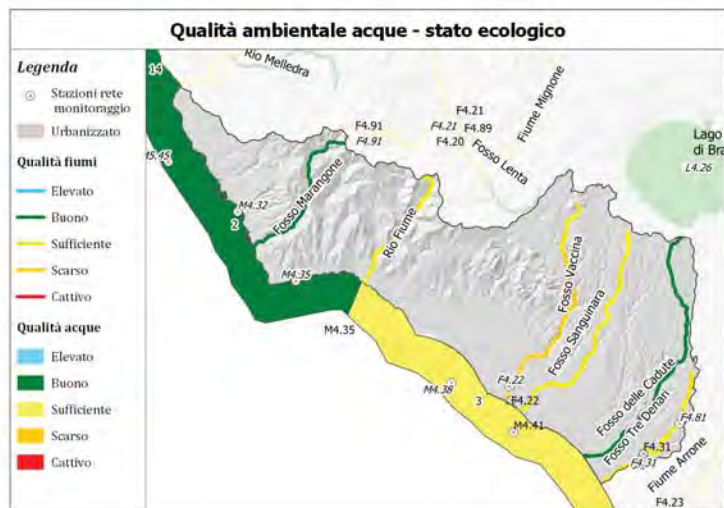 Qualità ambientale acque - stato ecologico
Legenda
Stazioni rete
monitoraggio
Urbanizzato
Qualità fiumi
Elevato
Buono
Sufficiente
Scarso
Cattivo
Qualità acque
Elevato
Buono
Sufficiente
Scarso
Cattivo
14
Rio Melledra
M5.45
F4.91
F4.91
F4.21
F4.21
F4.89
F4.20
Fiume Mignone
Fosso Lenta
Lago
di Bra
L4.26
M4.32
2
Fosso Marangone
Rio Fiume
M4.35
M4.35
Fosso Vaccina
Fosso Sanguinara
M4.38
3
F4.22
F4.22
M4.41
Fosso delle Cadute
Fosso Tre Denari
F4.81
F4.31
F4.31
Fiume Arrone
F4.23